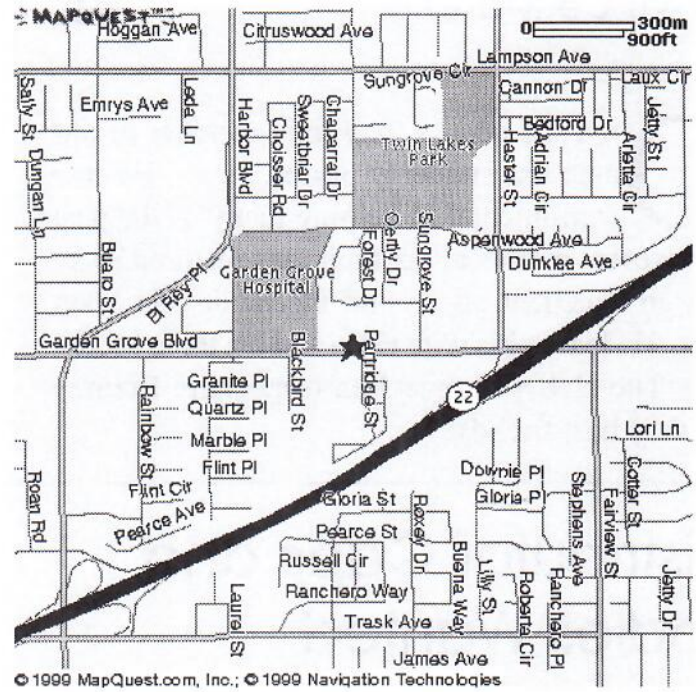 MAPQUEST
Hoggan Ave
Citruswood Ave
0 300m
900ft
Lampson Ave
Sungrove Cir
Laux Cir
Cannon Dr
Sally St
Emrys Ave
Leda Ln
Harbor Blvd
Choisser Rd
Sweetbriar Dr
Chaparral Dr
Bedford Dr
Jetty St
Twin Lakes
Park
Haster St
Adrian Cir
Arletta Cir
Dungan Ln
Buaro St
Derby Dr
Sungrove St
Aspenwood Ave
Forest Dr
Dunklee Ave
Garden Grove
Hospital
El Rey Pl
Garden Grove Blvd
Blackbird St
Partridge St
Granite Pl
Quartz Pl
Rainbow St
22
Marble Pl
Lori Ln
Flint Pl
Downie Pl
Roan Rd
Flint Cir
Gloria St
Gloria Pl
Cotter St
Pearce Ave
Roxey Dr
Stephens Ave
Fairview St
Pearce St
Russell Cir
Buena Way
Lilly St
Ranchero Way
Laurel St
Roberta Cir
Ranchero Pl
Jetty Dr
Trask Ave
James Ave
© 1999 MapQuest.com, Inc.; © 1999 Navigation Technologies